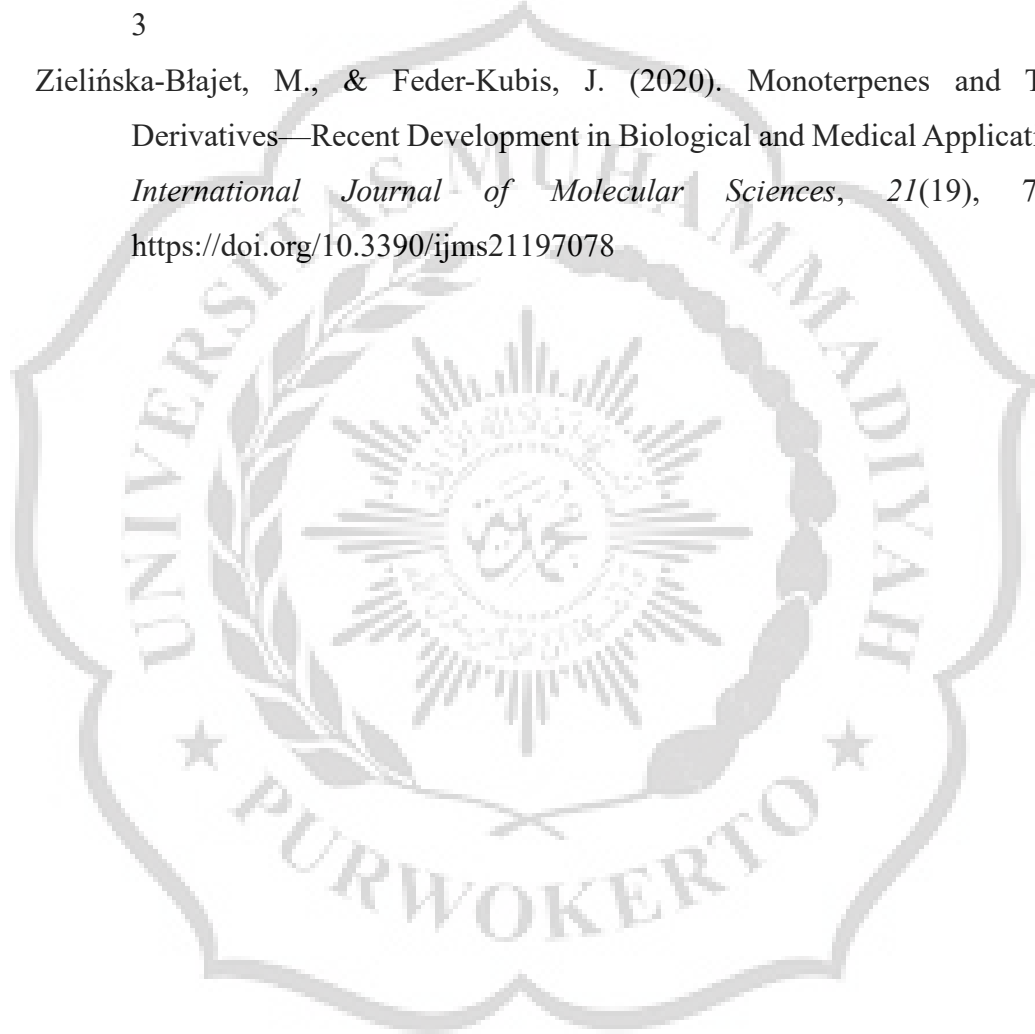 3
Zielińska-Błajet, M., & Feder-Kubis, J. (2020). Monoterpenes and T
Derivatives—Recent Development in Biological and Medical Applicati
International Journal of Molecular Sciences, 21(19), 7
https://doi.org/10.3390/ijms21197078
UNIVERSITAS MUHAMMADIYAH
PURWOKERTO